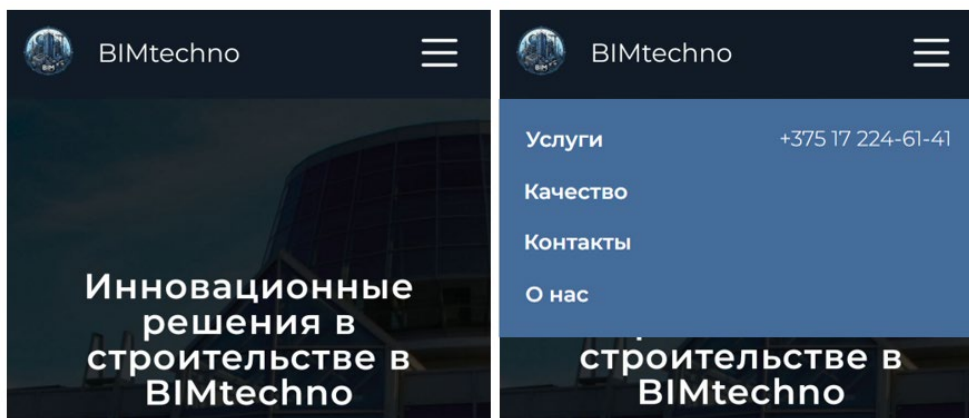 BIMtechno
Инновационные
решения в
строительстве в
BIMtechno
BIMtechno
Услуги
+375 17 224-61-41
Качество
Контакты
О нас
строительстве в
BIMtechno